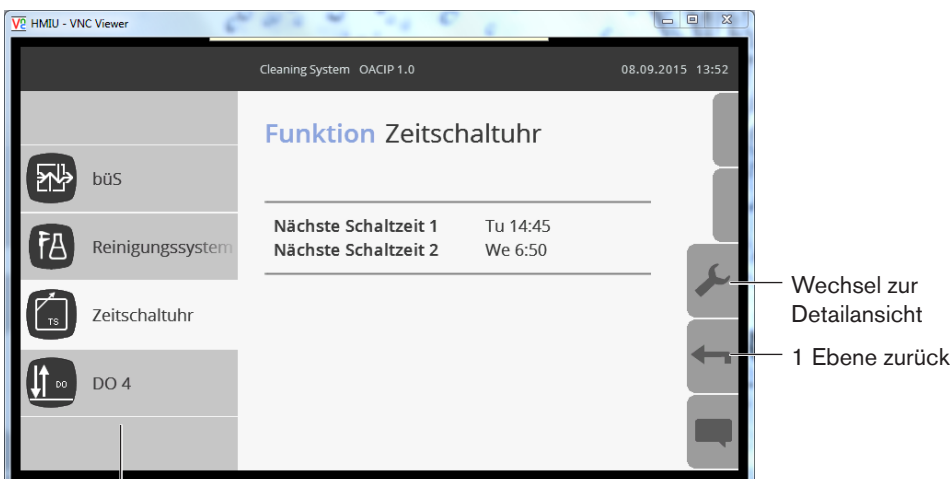 HMIU - VNC Viewer
Cleaning System OACIP 1.0 08.09.2015 13:52
Funktion Zeitschaltuhr
büS
Reinigungssystem
TS Zeitschaltuhr
DO DO 4
Nächste Schaltzeit 1 Tu 14:45
Nächste Schaltzeit 2 We 6:50
Wechsel zur
Detailansicht
1 Ebene zurück